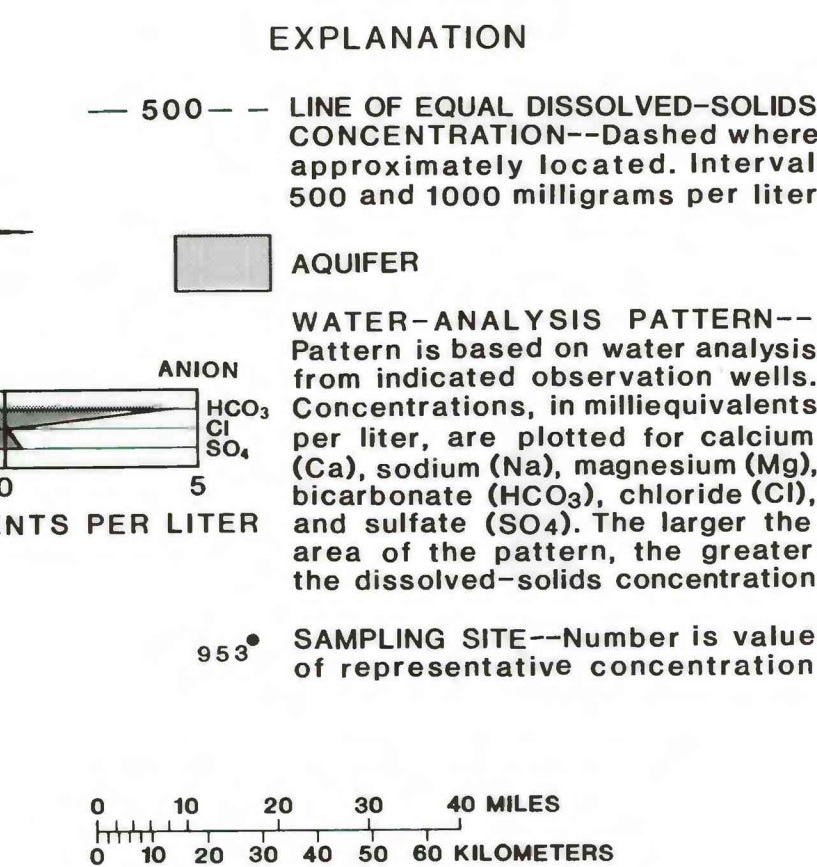 EXPLANATION
— 500 – – LINE OF EQUAL DISSOLVED-SOLIDS
CONCENTRATION--Dashed where
approximately located. Interval
500 and 1000 milligrams per liter
AQUIFER
WATER-ANALYSIS PATTERN--
Pattern is based on water analysis
from indicated observation wells.
Concentrations, in milliequivalents
per liter, are plotted for calcium
(Ca), sodium (Na), magnesium (Mg),
bicarbonate (HCO3), chloride (Cl),
and sulfate (SO4). The larger the
area of the pattern, the greater
the dissolved-solids concentration
ANION
HCO3
Cl
SO4
0 5
ENTS PER LITER
953 SAMPLING SITE--Number is value
of representative concentration
0 10 20 30 40 MILES
0 10 20 30 40 50 60 KILOMETERS